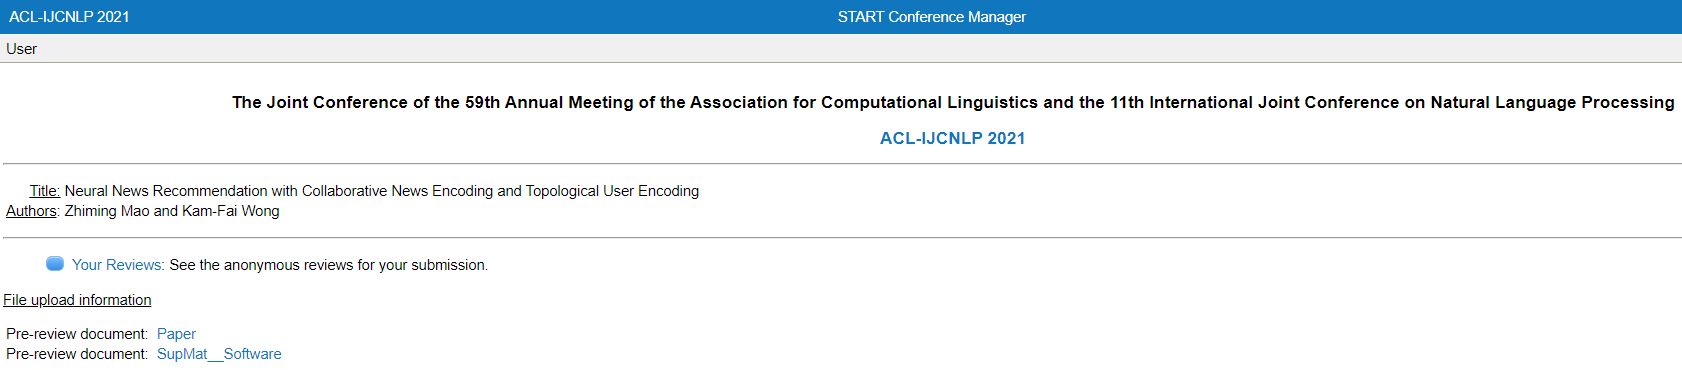 ACL-IJCNLP 2021 START Conference Manager
User
The Joint Conference of the 59th Annual Meeting of the Association for Computational Linguistics and the 11th International Joint Conference on Natural Language Processing
ACL-IJCNLP 2021
Title: Neural News Recommendation with Collaborative News Encoding and Topological User Encoding
Authors: Zhiming Mao and Kam-Fai Wong
Your Reviews: See the anonymous reviews for your submission.
File upload information
Pre-review document: Paper
Pre-review document: SupMat__Software